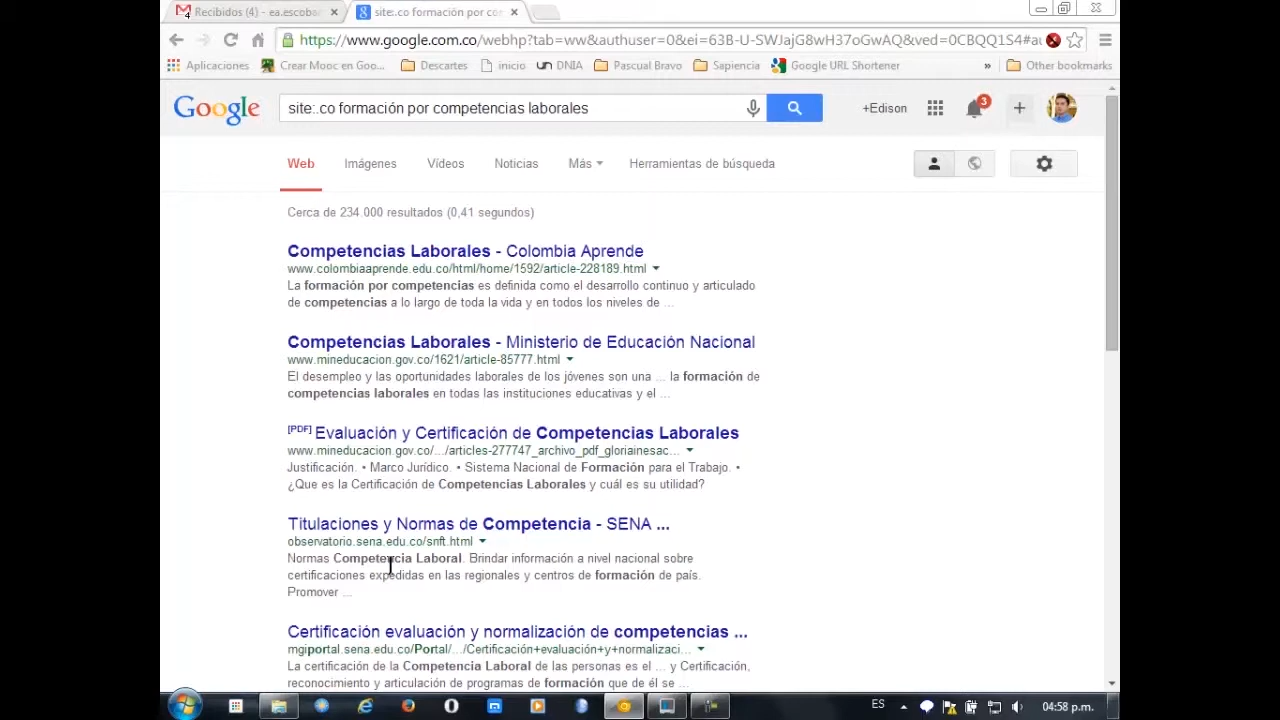 Recibidos (4) - ea.escobar
site:.co formación por cor
https://www.google.com.co/webhp?tab=ww&authuser=0&ei=63B-U-SWJajG8wH37oGwAQ&ved=0CBQQ1S4#au
Aplicaciones Crear Mooc en Goo... Descartes inicio DNIA Pascual Bravo Sapiencia Google URL Shortener » Other bookmarks
Google site:.co formación por competencias laborales +Edison 3
Web Imágenes Vídeos Noticias Más Herramientas de búsqueda
Cerca de 234.000 resultados (0,41 segundos)
Competencias Laborales - Colombia Aprende
www.colombiaaprende.edu.co/html/home/1592/article-228189.html
La formación por competencias es definida como el desarrollo continuo y articulado
de competencias a lo largo de toda la vida y en todos los niveles de ...
Competencias Laborales - Ministerio de Educación Nacional
www.mineducacion.gov.co/1621/article-85777.html
El desempleo y las oportunidades laborales de los jóvenes son una ... la formación de
competencias laborales en todas las instituciones educativas y el ...
[PDF] Evaluación y Certificación de Competencias Laborales
www.mineducacion.gov.co/.../articles-277747_archivo_pdf_gloriainesac...
Justificación. • Marco Jurídico. • Sistema Nacional de Formación para el Trabajo. •
¿Que es la Certificación de Competencias Laborales y cuál es su utilidad?
Titulaciones y Normas de Competencia - SENA ...
observatorio.sena.edu.co/snft.html
Normas Competencia Laboral. Brindar información a nivel nacional sobre
certificaciones expedidas en las regionales y centros de formación de país.
Promover ...
Certificación evaluación y normalización de competencias ...
mgiportal.sena.edu.co/Portal/.../Certificación+evaluación+y+normalizaci...
La certificación de la Competencia Laboral de las personas es el ... y Certificación,
reconocimiento y articulación de programas de formación que de él se ...
ES 04:58 p.m.